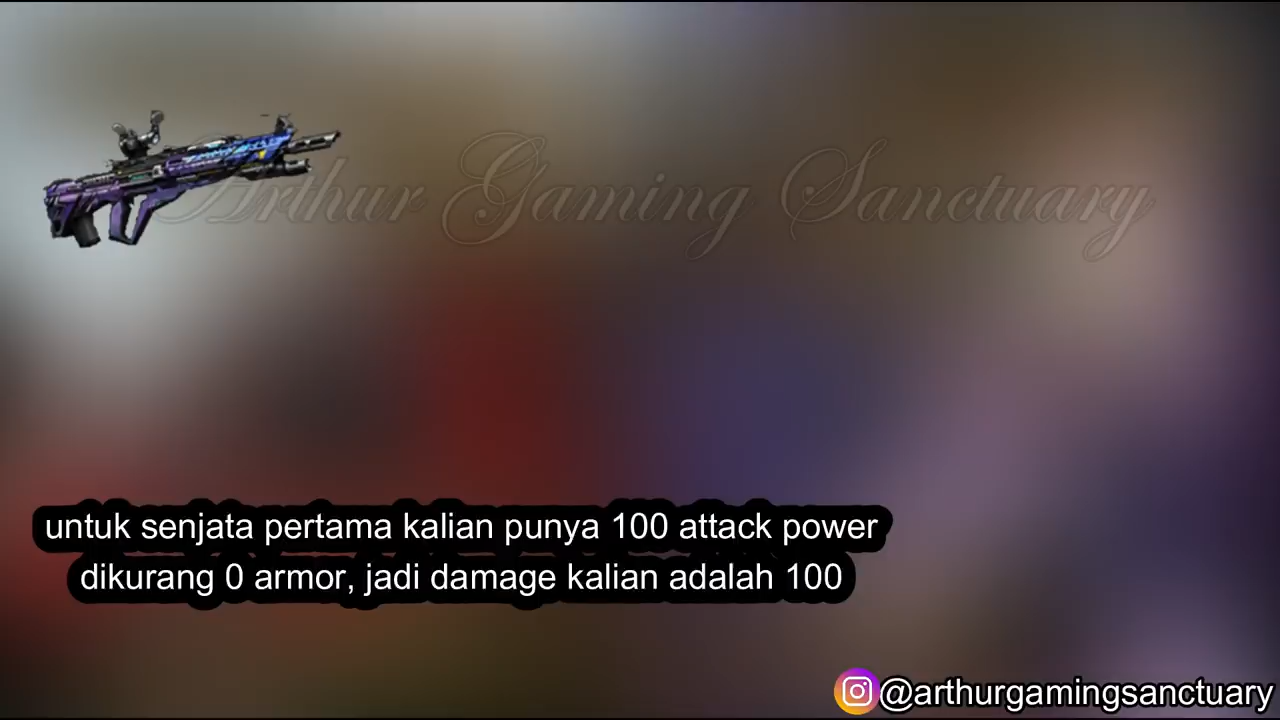 Arthur Gaming Sanctuary
untuk senjata pertama kalian punya 100 attack power
dikurang 0 armor, jadi damage kalian adalah 100
@arthurgamingsanctuary